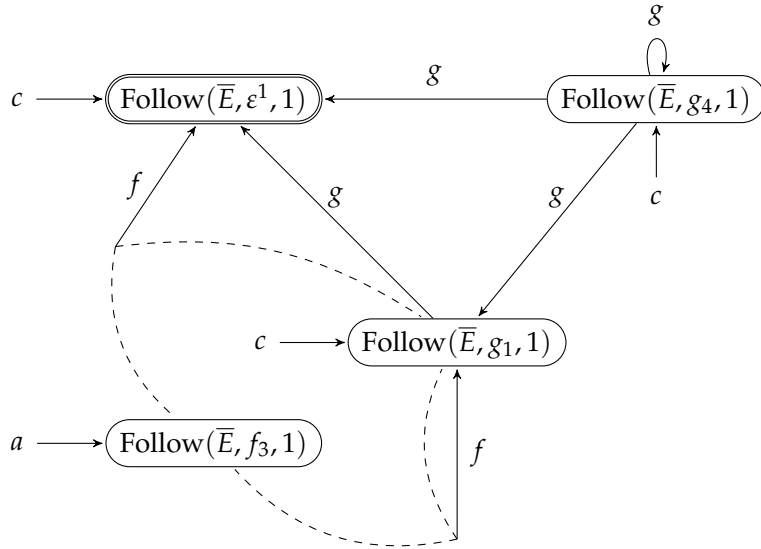 g
c
Follow(E̅, ε¹, 1)
g
Follow(E̅, g₄, 1)
f
g
g
c
c
Follow(E̅, g₁, 1)
a
Follow(E̅, f₃, 1)
f